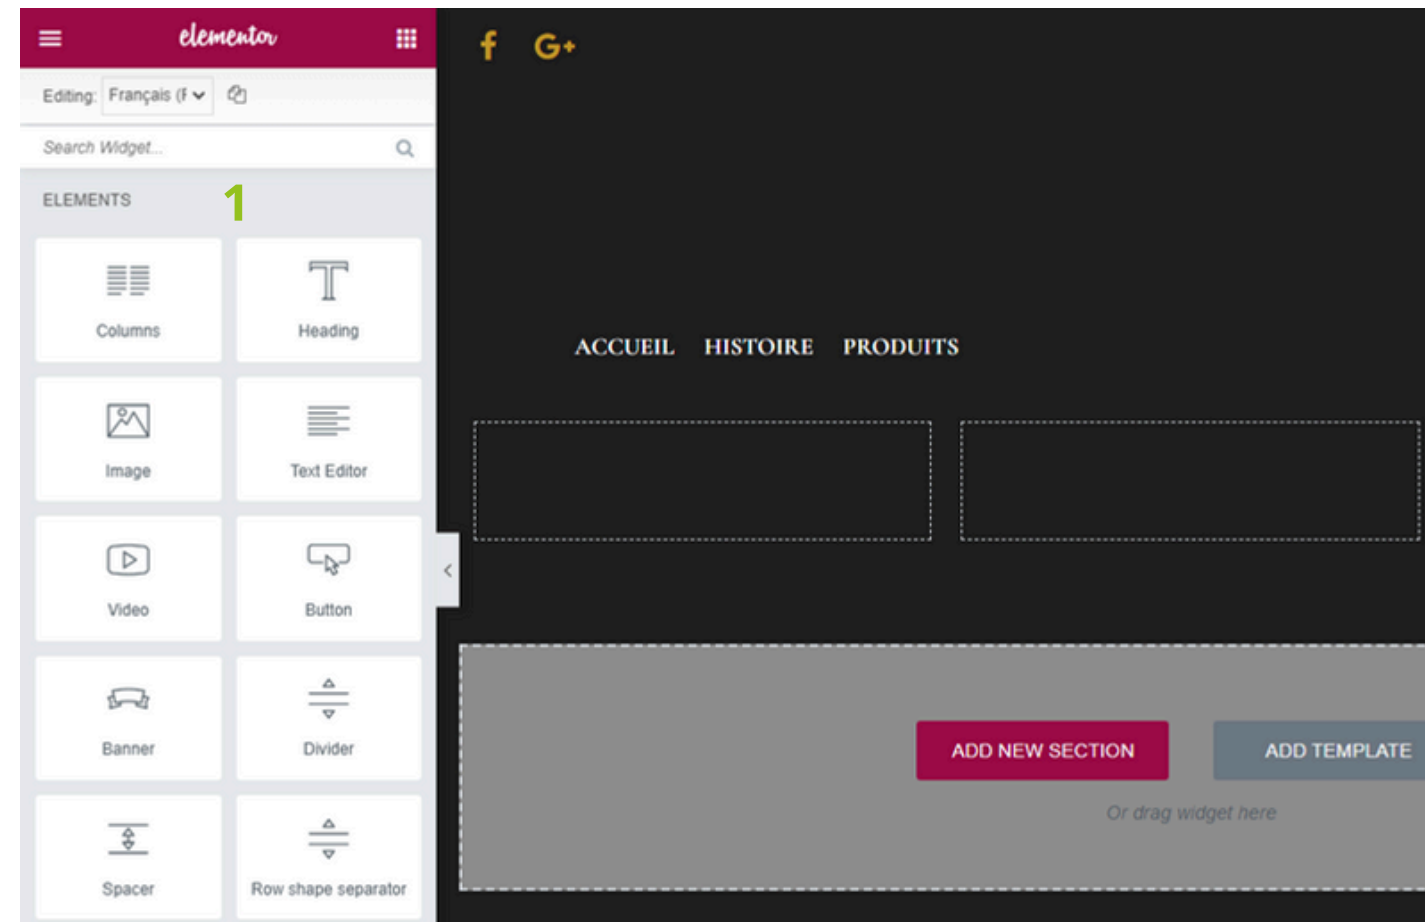 elementor
Editing: Français (F
Search Widget...
ELEMENTS
1
Columns
Heading
Image
Text Editor
Video
Button
Banner
Divider
Spacer
Row shape separator
f G+
ACCUEIL HISTOIRE PRODUITS
ADD NEW SECTION
ADD TEMPLATE
Or drag widget here